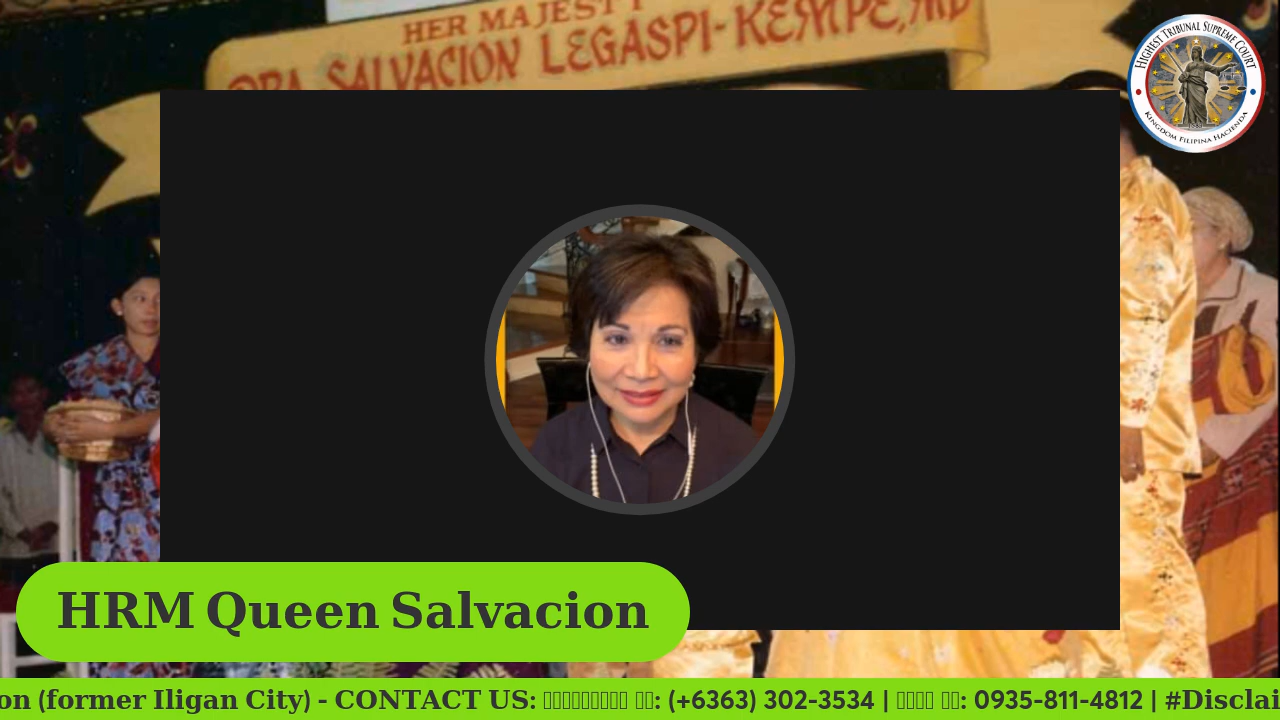 HER MAJESTY
DRA. SALVACION LEGASPI-KEMPE, MD
HIGHEST TRIBUNAL SUPREME COURT
KINGDOM FILIPINA HACIENDA
HRM Queen Salvacion
on (former Iligan City) - CONTACT US: (+6363) 302-3534 | : 0935-811-4812 | #Disclai